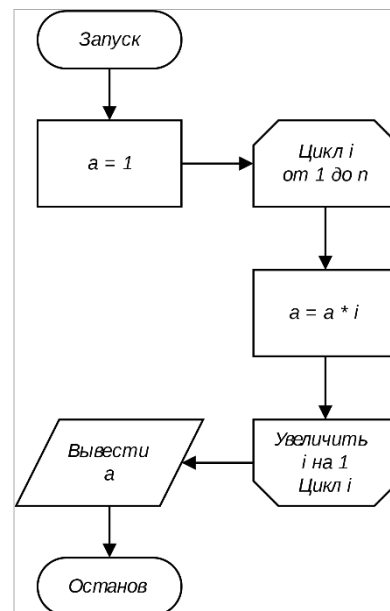 Запуск
a = 1
Цикл i
от 1 до n
a = a * i
Увеличить
i на 1
Цикл i
Вывести
a
Останов